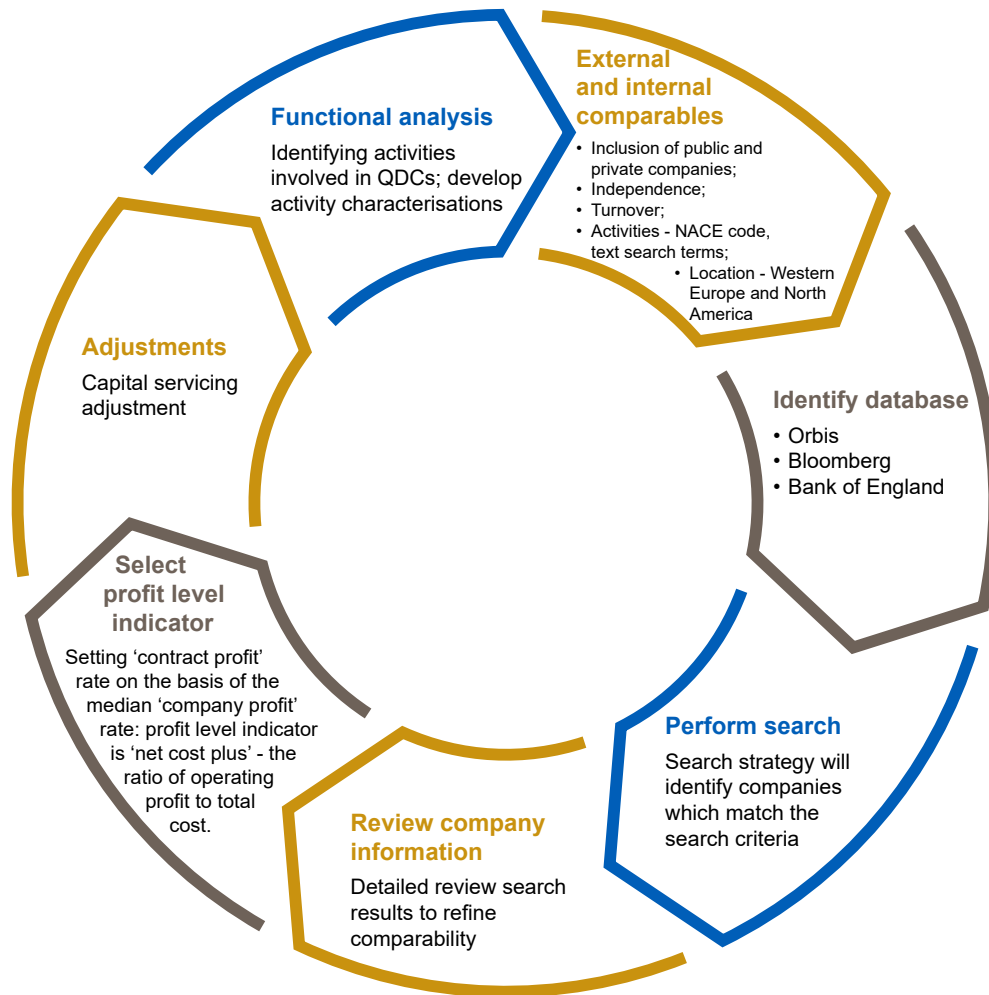 Functional analysis
Identifying activities
involved in QDCs; develop
activity characterisations
External
and internal
comparables
• Inclusion of public and
private companies;
• Independence;
• Turnover;
• Activities - NACE code,
text search terms;
• Location - Western
Europe and North
America
Identify database
• Orbis
• Bloomberg
• Bank of England
Perform search
Search strategy will
identify companies
which match the
search criteria
Review company
information
Detailed review search
results to refine
comparability
Select
profit level
indicator
Setting ‘contract profit’
rate on the basis of the
median ‘company profit’
rate: profit level indicator
is ‘net cost plus’ - the
ratio of operating
profit to total
cost.
Adjustments
Capital servicing
adjustment